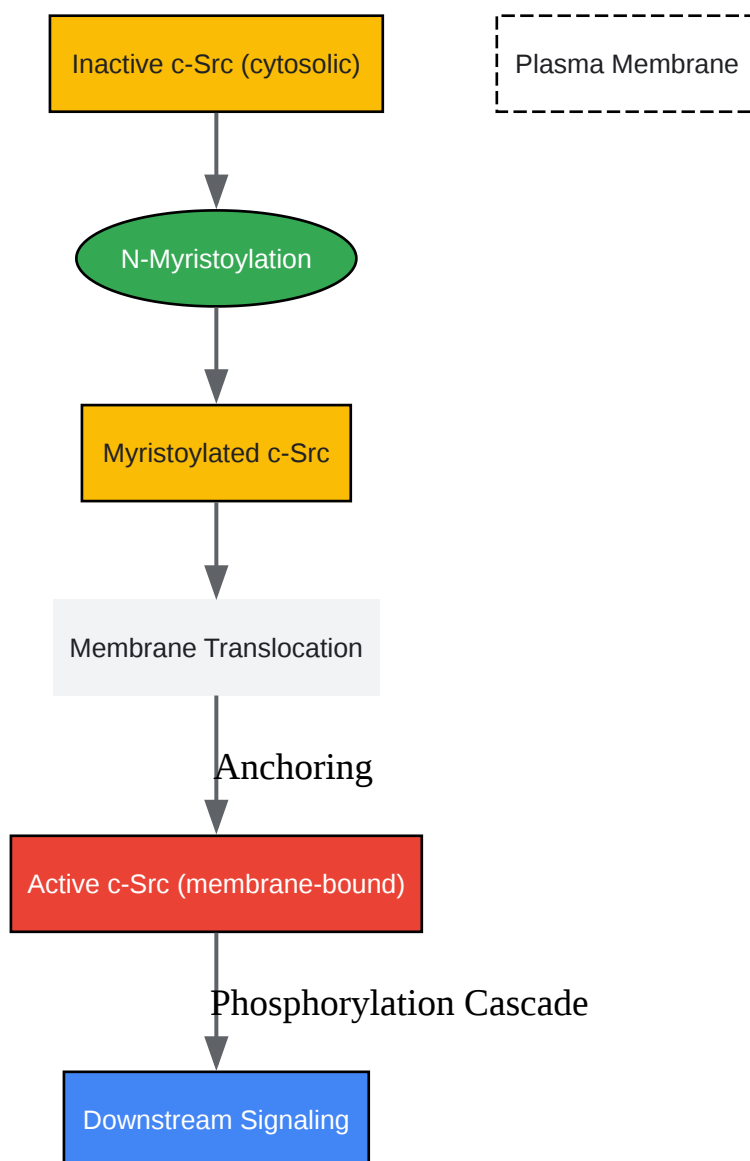 Inactive c-Src (cytosolic)
Plasma Membrane
N-Myristoylation
Myristoylated c-Src
Membrane Translocation
Anchoring
Active c-Src (membrane-bound)
Phosphorylation Cascade
Downstream Signaling